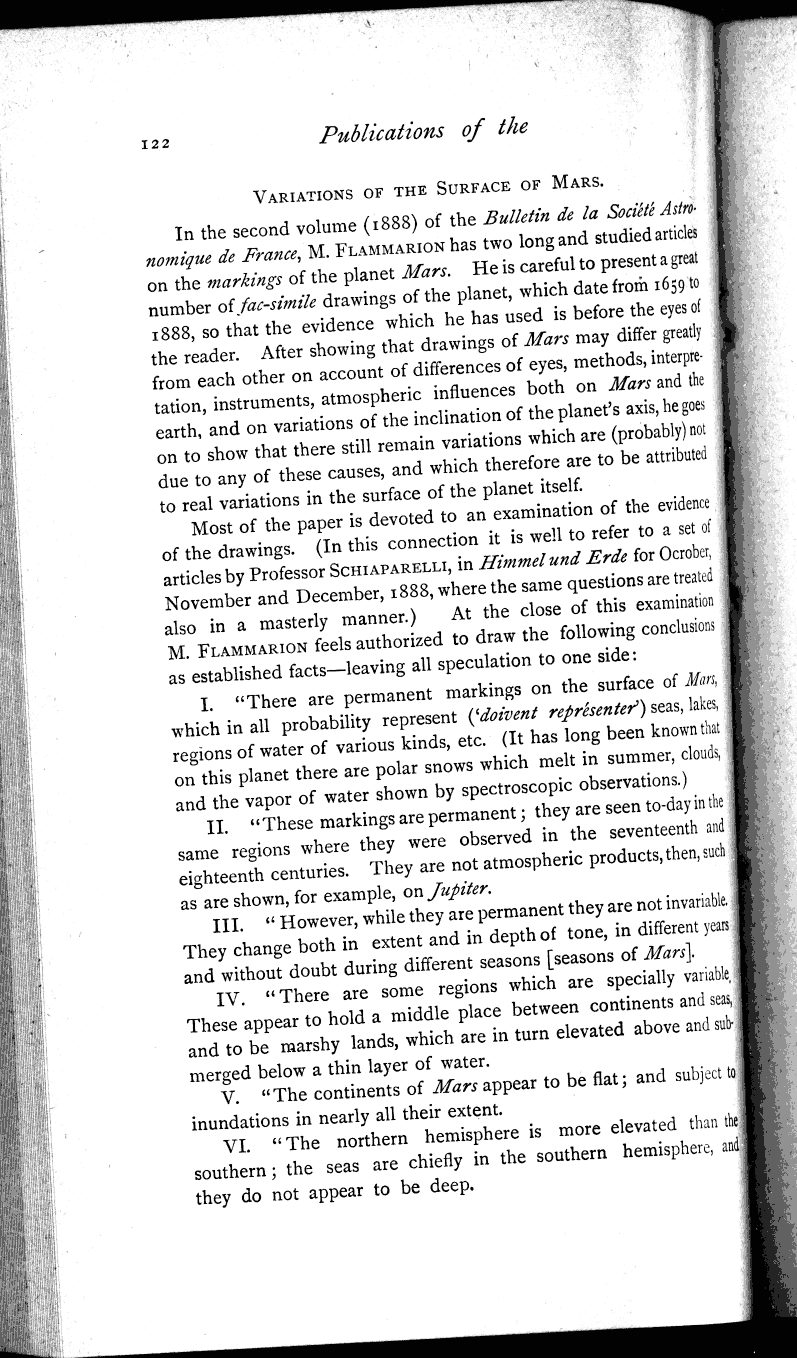 122
Publications of the
VARIATIONS OF THE SURFACE OF MARS.
In the second volume (1888) of the Bulletin de la Société Astro-
nomique de France, M. FLAMMARION has two long and studied articles
on the markings of the planet Mars. He is careful to present a great
number of fac-simile drawings of the planet, which date from 1659 to
1888, so that the evidence which he has used is before the eyes of
the reader. After showing that drawings of Mars may differ greatly
from each other on account of differences of eyes, methods, interpre-
tation, instruments, atmospheric influences both on Mars and the
earth, and on variations of the inclination of the planet's axis, he goes
on to show that there still remain variations which are (probably) not
due to any of these causes, and which therefore are to be attributed
to real variations in the surface of the planet itself.
Most of the paper is devoted to an examination of the evidence
of the drawings. (In this connection it is well to refer to a set of
articles by Professor SCHIAPARELLI, in Himmel und Erde for Ocrober,
November and December, 1888, where the same questions are treated
also in a masterly manner.) At the close of this examination
M. FLAMMARION feels authorized to draw the following conclusions
as established facts—leaving all speculation to one side:
I. "There are permanent markings on the surface of Mars,
which in all probability represent ('doivent représenter') seas, lakes,
regions of water of various kinds, etc. (It has long been known that
on this planet there are polar snows which melt in summer, clouds,
and the vapor of water shown by spectroscopic observations.)
II. "These markings are permanent; they are seen to-day in the
same regions where they were observed in the seventeenth and
eighteenth centuries. They are not atmospheric products, then, such
as are shown, for example, on Jupiter.
III. "However, while they are permanent they are not invariable.
They change both in extent and in depth of tone, in different years
and without doubt during different seasons [seasons of Mars].
IV. "There are some regions which are specially variable.
These appear to hold a middle place between continents and seas,
and to be marshy lands, which are in turn elevated above and sub-
merged below a thin layer of water.
V. "The continents of Mars appear to be flat; and subject to
inundations in nearly all their extent.
VI. "The northern hemisphere is more elevated than the
southern; the seas are chiefly in the southern hemisphere, and
they do not appear to be deep.